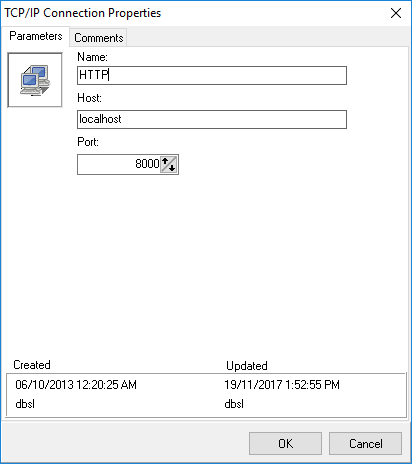 TCP/IP Connection Properties
Parameters Comments
Name:
HTTP
Host:
localhost
Port:
8000
Created Updated
06/10/2013 12:20:25 AM 19/11/2017 1:52:55 PM
dbsl dbsl
OK Cancel